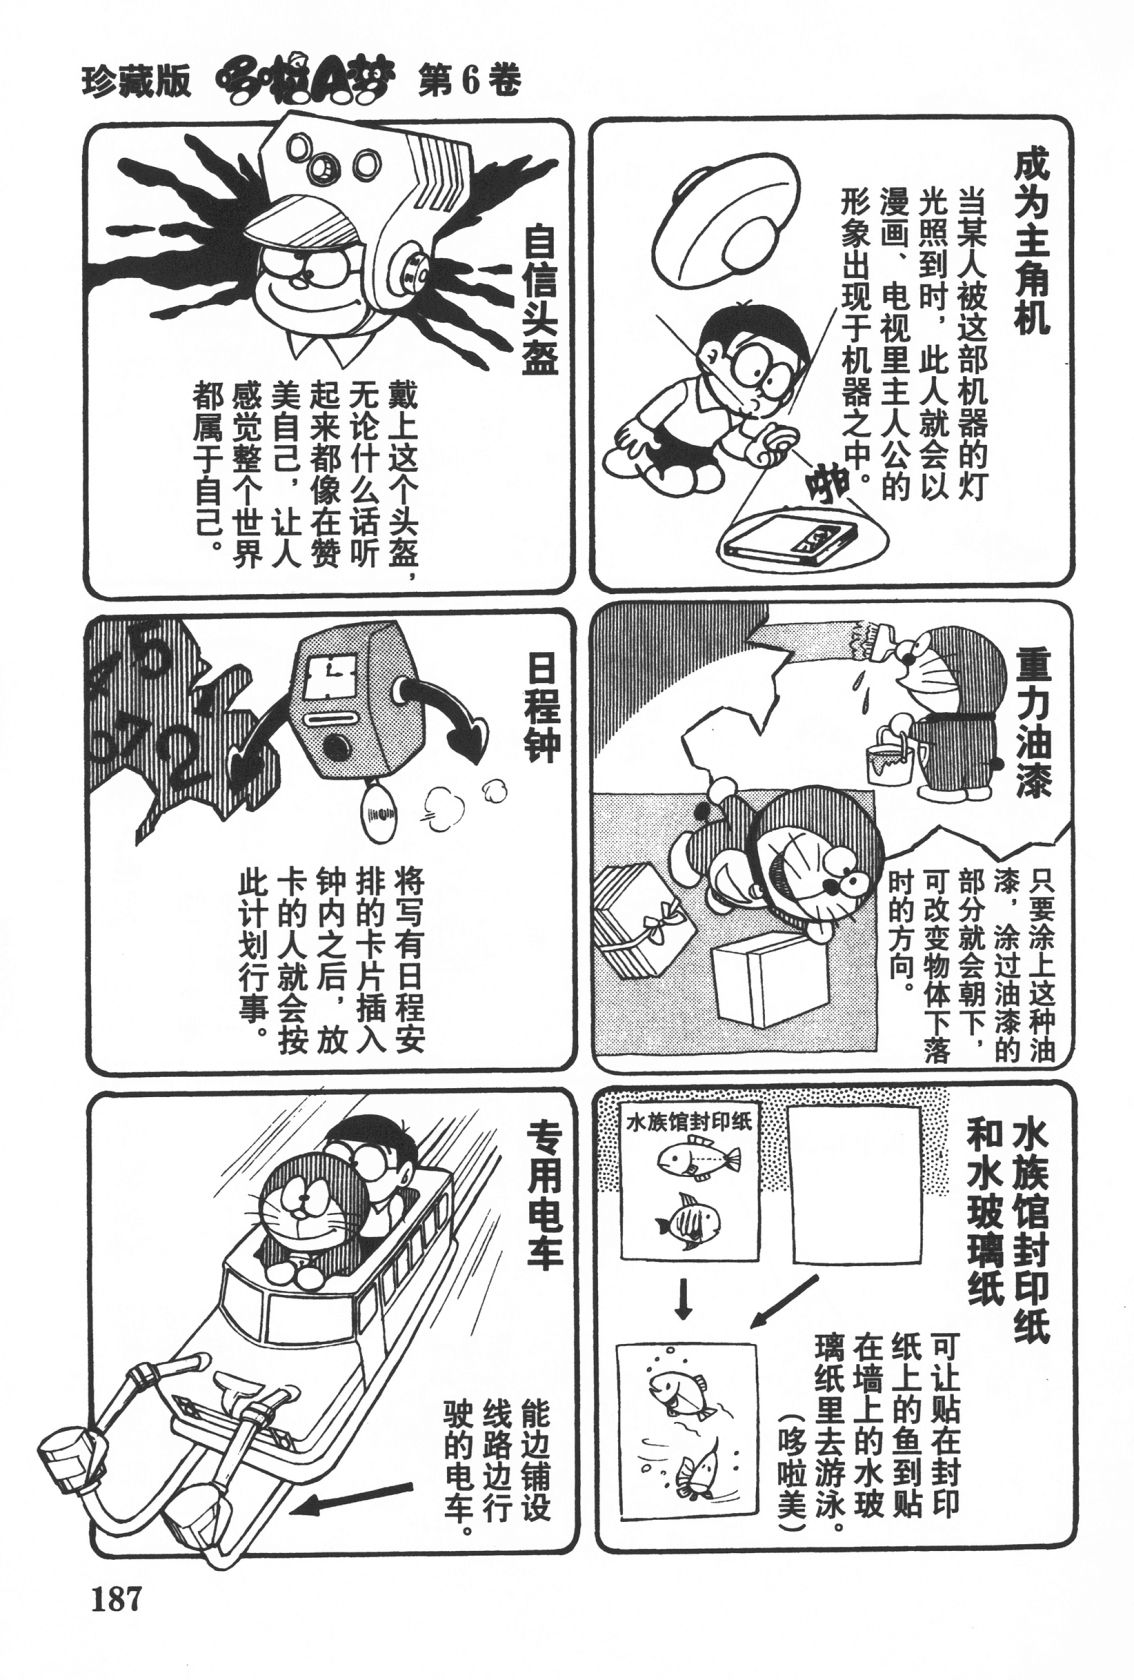 珍藏版 哆啦A梦 第6卷
成为主角机
当某人被这部机器的灯
光照到时，此人就会以
漫画、电视里主人公的
形象出现于机器之中。
啪
自信头盔
戴上这个头盔，
无论什么话听
起来都像在赞
美自己，让人
感觉整个世界
都属于自己。
重力油漆
只要涂上这种油
漆，涂过油漆的
部分就会朝下，
可改变物体下落
时的方向。
日程钟
将写有日程安
排的卡片插入
钟内之后，放
卡的人就会按
此计划行事。
水族馆封印纸
和水玻璃纸
水族馆封印纸
可让贴在封印
纸上的鱼到贴
在墙上的水玻
璃纸里去游泳。
（哆啦美）
专用电车
能边铺设
线路边行
驶的电车。
187